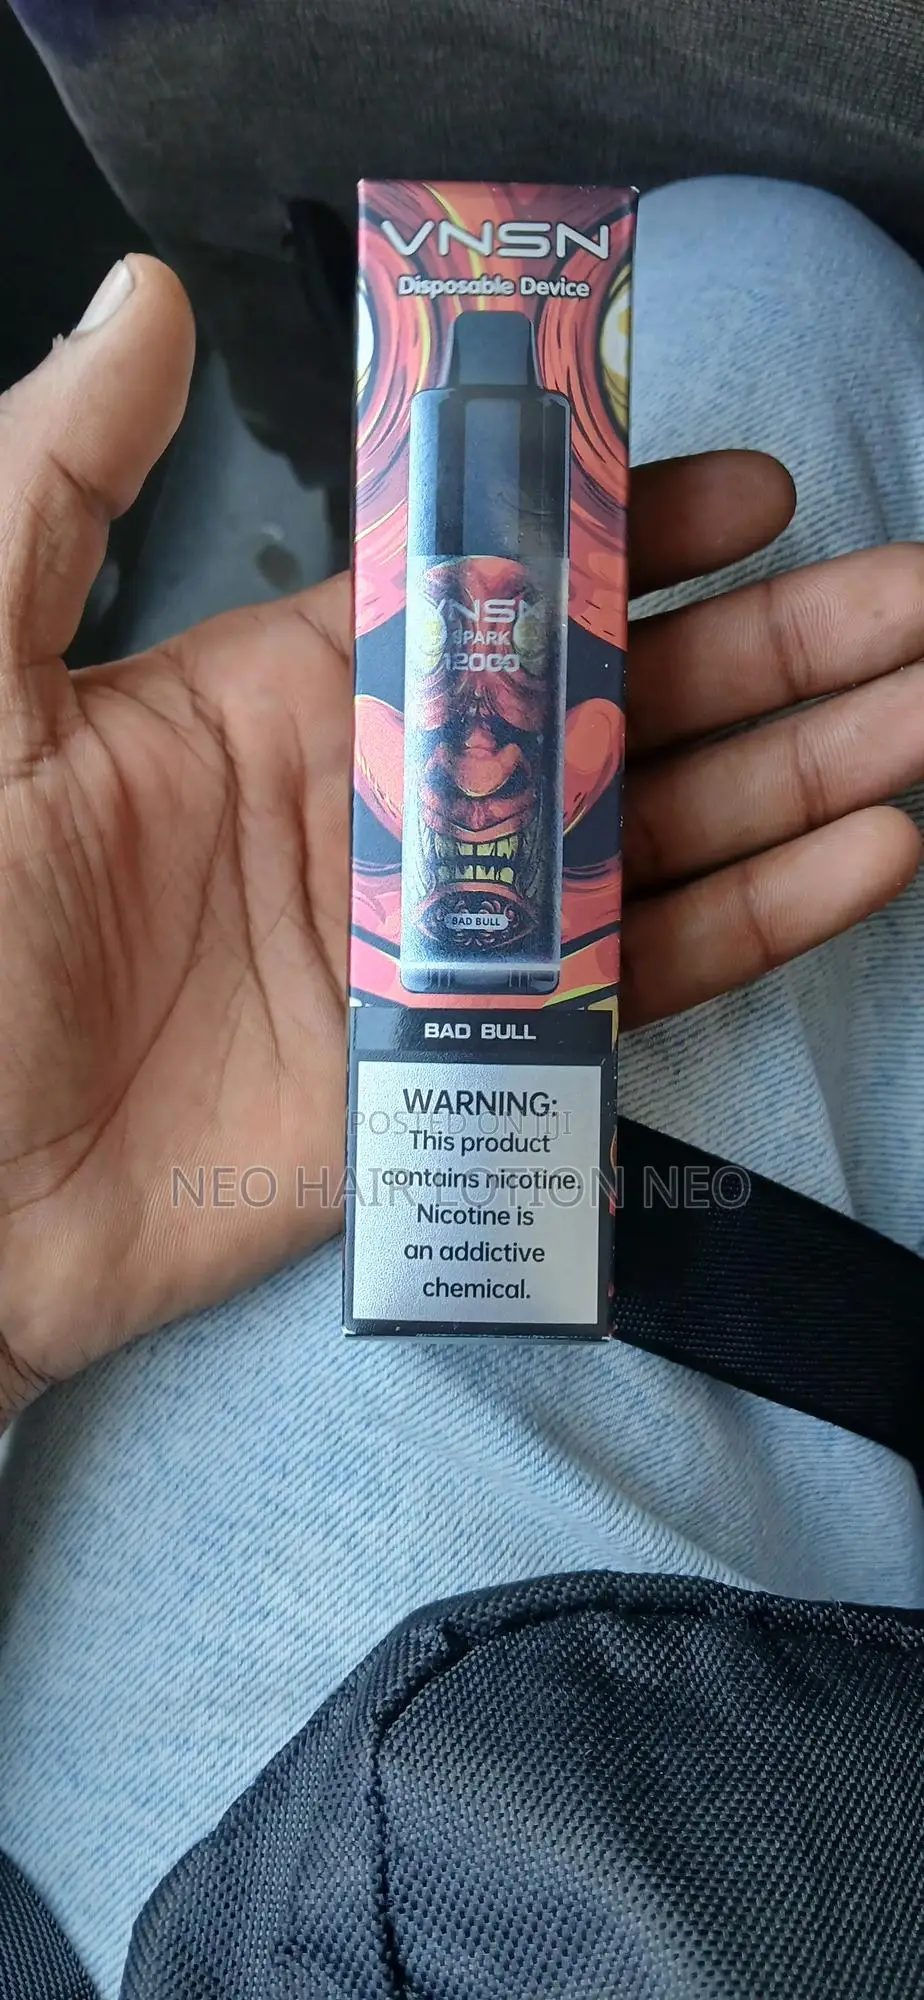 VNSN
Disposable Device
VNSN
SPARK
12000
BAD BULL
BAD BULL
WARNING:
POSTED ON JIJI
This product
contains nicotine.
NEO HAIR LOTION NEO
Nicotine is
an addictive
chemical.